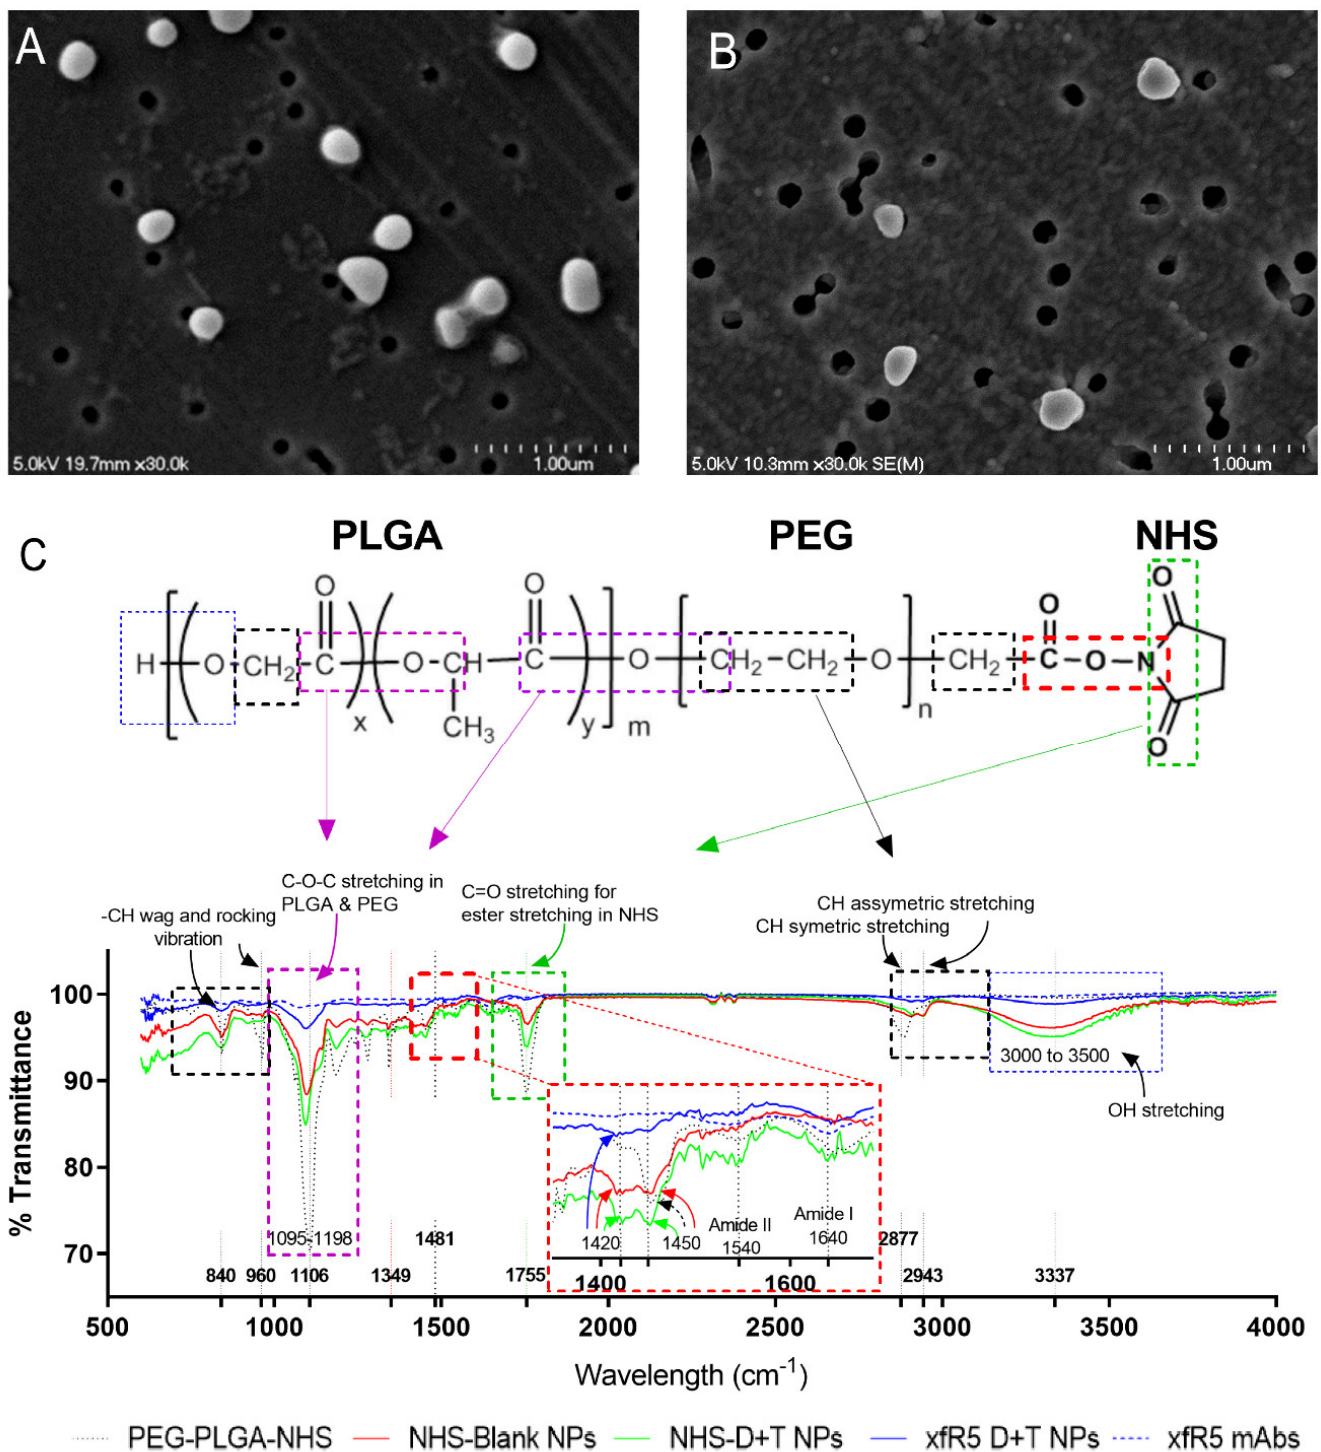 A
5.0kV 19.7mm x30.0k
1.00um
B
5.0kV 10.3mm x30.0k SE(M)
1.00um
C
PLGA
PEG
NHS
O
O
O
O
H
O
CH2
C
O
CH
C
O
CH2
CH2
O
CH2
C
O
N
x
CH3
y
m
n
O
C-O-C stretching in
PLGA & PEG
C=O stretching for
ester stretching in NHS
-CH wag and rocking
vibration
CH assymetric stretching
CH symetric stretching
3000 to 3500
OH stretching
% Transmittance
100
90
80
70
1095-1198
1481
840
960
1106
1349
1755
2877
2943
3337
1420
1450
Amide II
1540
Amide I
1640
1400
1600
500
1000
1500
2000
2500
3000
3500
4000
Wavelength (cm-1)
PEG-PLGA-NHS
NHS-Blank NPs
NHS-D+T NPs
xfR5 D+T NPs
xfR5 mAbs